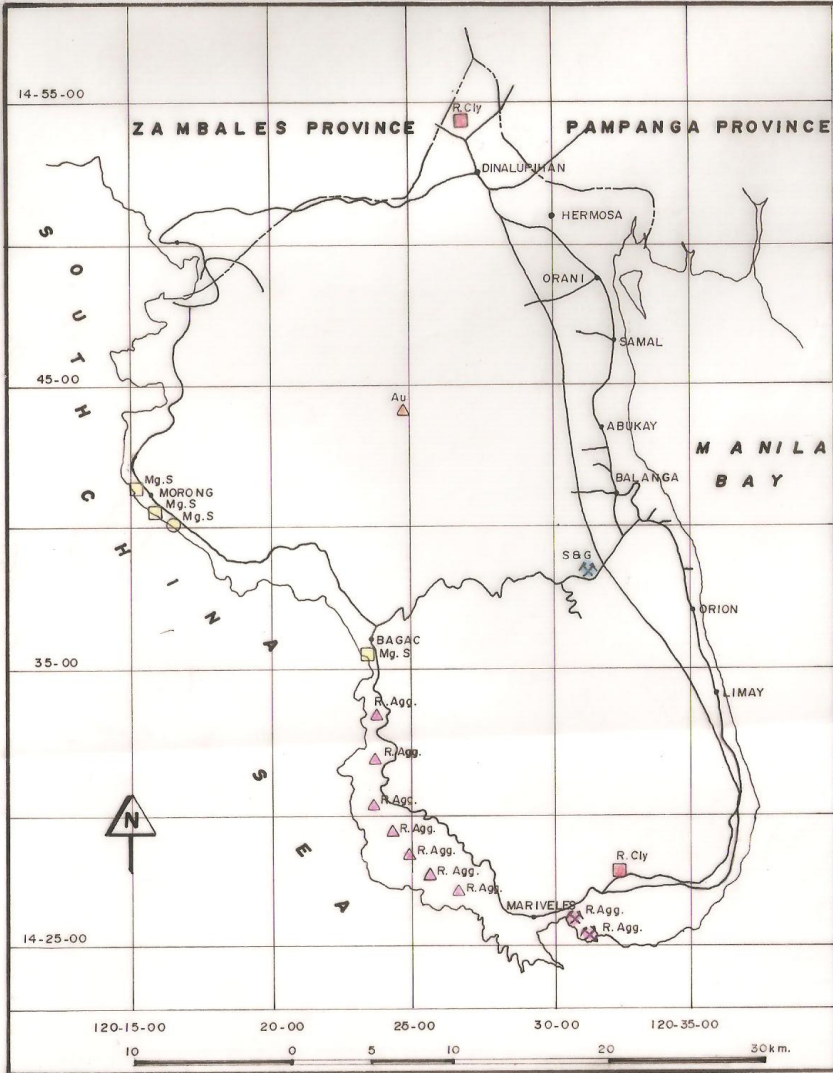 14-55-00
R.Cly
ZAMBALES PROVINCE
PAMPANGA PROVINCE
DINALUPIHAN
HERMOSA
SOUTH CHINA SEA
ORANI
SAMAL
45-00
Au
ABUKAY
MANILA
BAY
Mg.S
BALANGA
MORONG
Mg.S
Mg.S
S&G
ORION
BAGAC
Mg.S
35-00
LIMAY
R.Agg.
R.Agg.
R.Agg.
N
R.Agg.
R.Agg.
R.Agg.
R.Cly
R.Agg.
MARIVELES
R.Agg.
R.Agg.
14-25-00
120-15-00
20-00
25-00
30-00
120-35-00
10
0
5
10
20
30km.